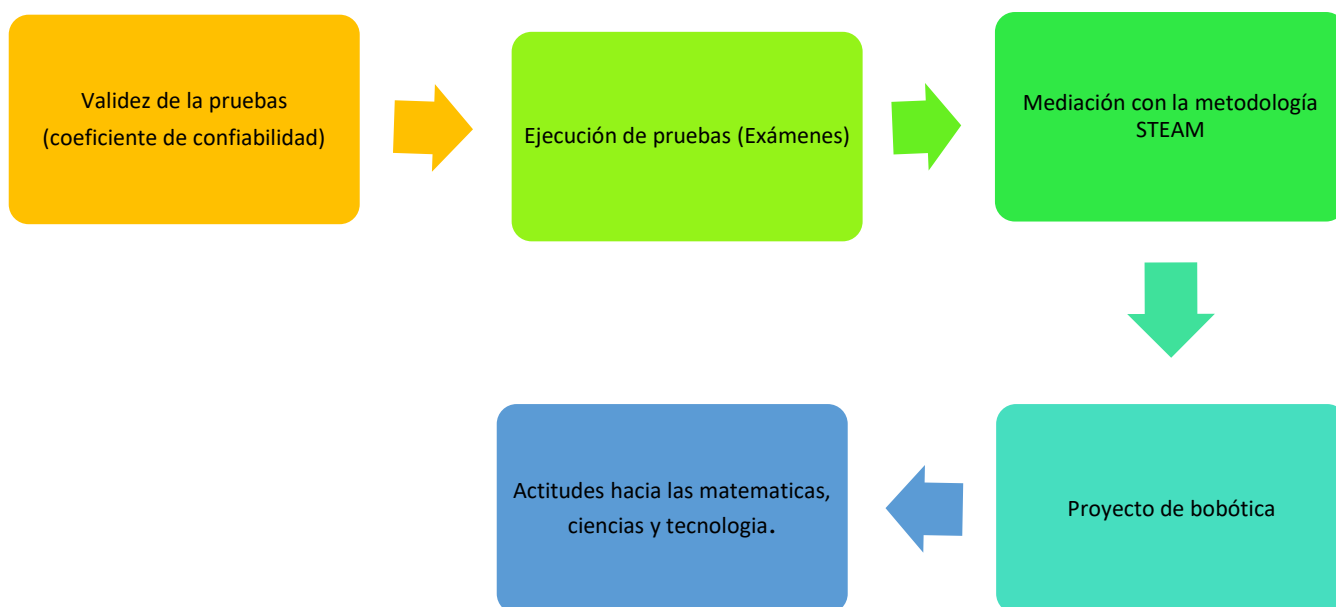 Validez de la pruebas
(coeficiente de confiabilidad)
Ejecución de pruebas (Exámenes)
Mediación con la metodología
STEAM
Proyecto de bobótica
Actitudes hacia las matematicas,
ciencias y tecnologia.